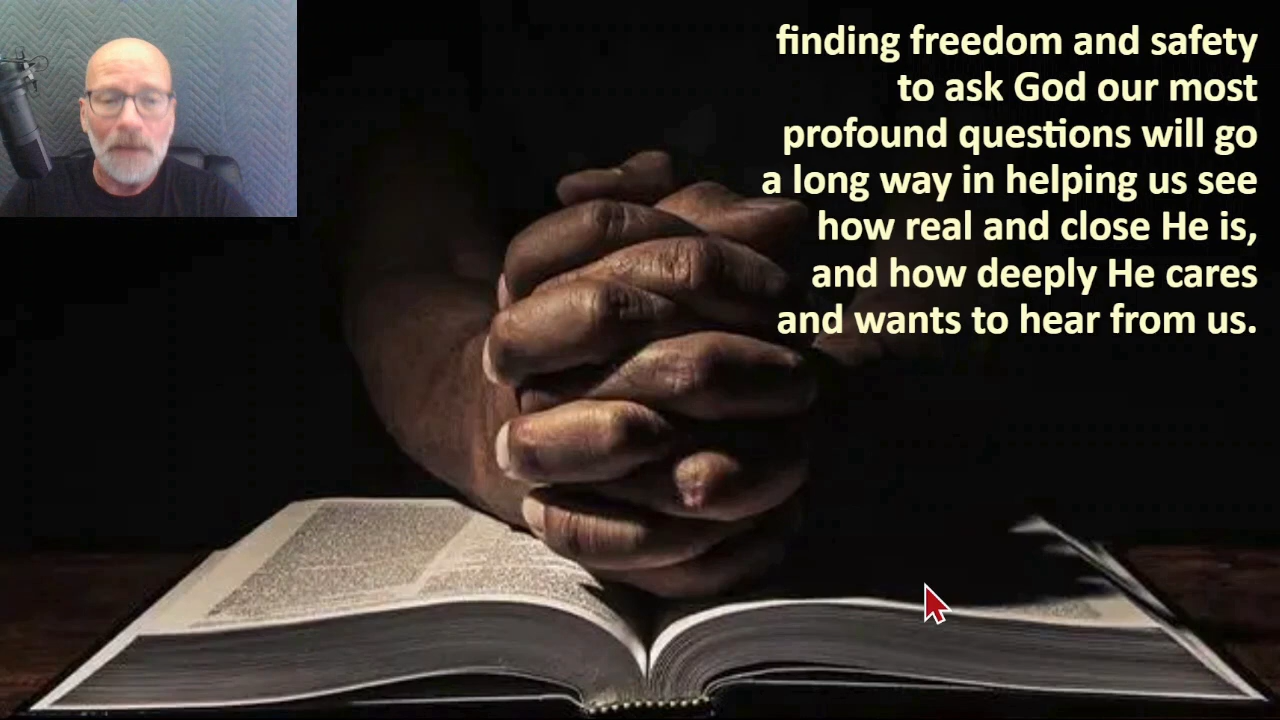 finding freedom and safety
to ask God our most
profound questions will go
a long way in helping us see
how real and close He is,
and how deeply He cares
and wants to hear from us.